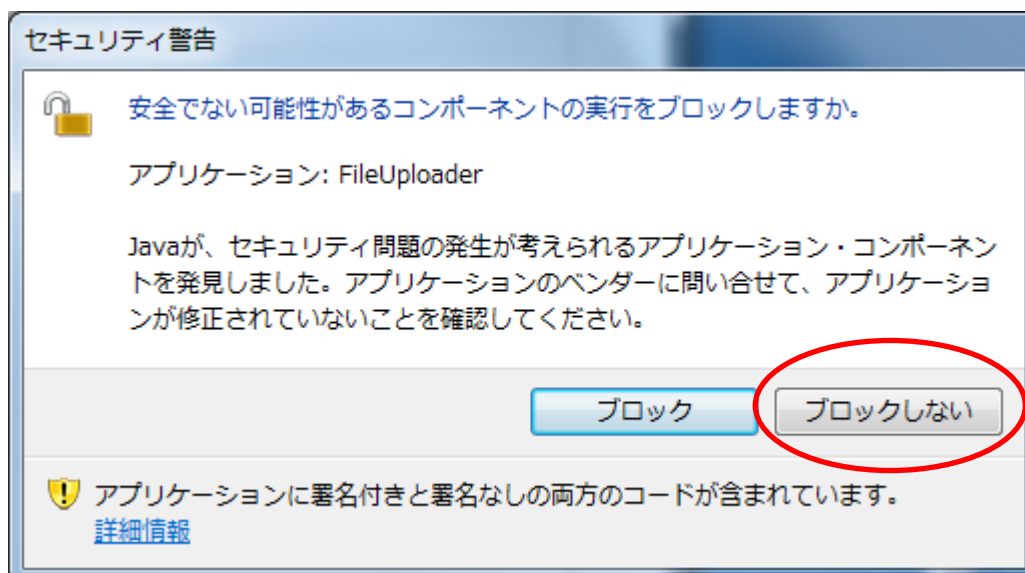 セキュリティ警告
安全でない可能性があるコンポーネントの実行をブロックしますか。
アプリケーション: FileUploader
Javaが、セキュリティ問題の発生が考えられるアプリケーション・コンポーネン
トを発見しました。アプリケーションのベンダーに問い合せて、アプリケーショ
ンが修正されていないことを確認してください。
ブロック ブロックしない
アプリケーションに署名付きと署名なしの両方のコードが含まれています。
詳細情報